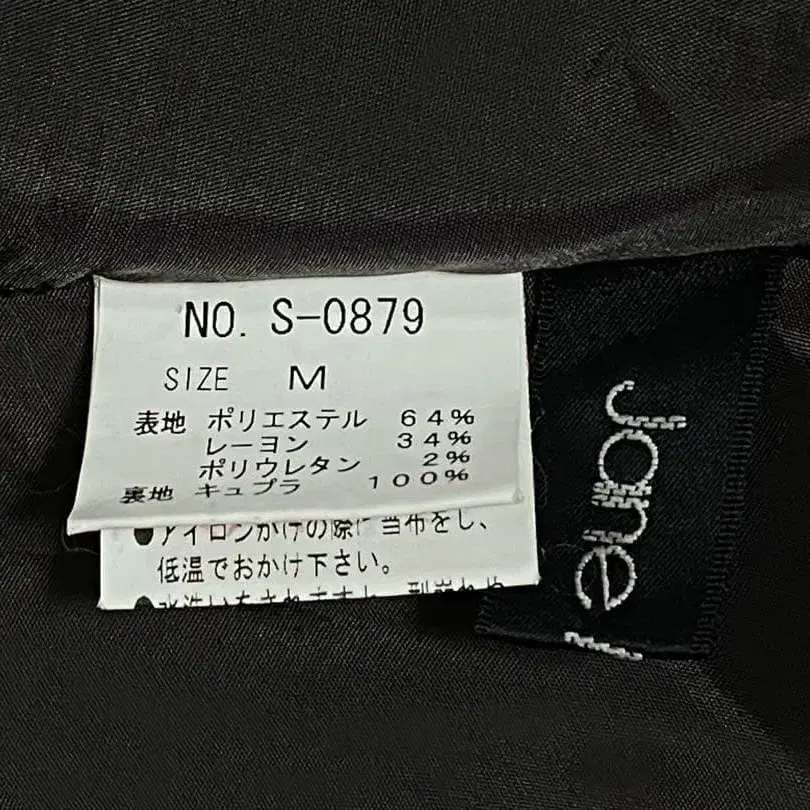 NO. S-0879
SIZE M
表地 ポリエステル 64%
レーヨン 34%
ポリウレタン 2%
裏地 キュプラ 100%
●アイロンがけの際に当布をし、
低温でおかけ下さい。
Jane